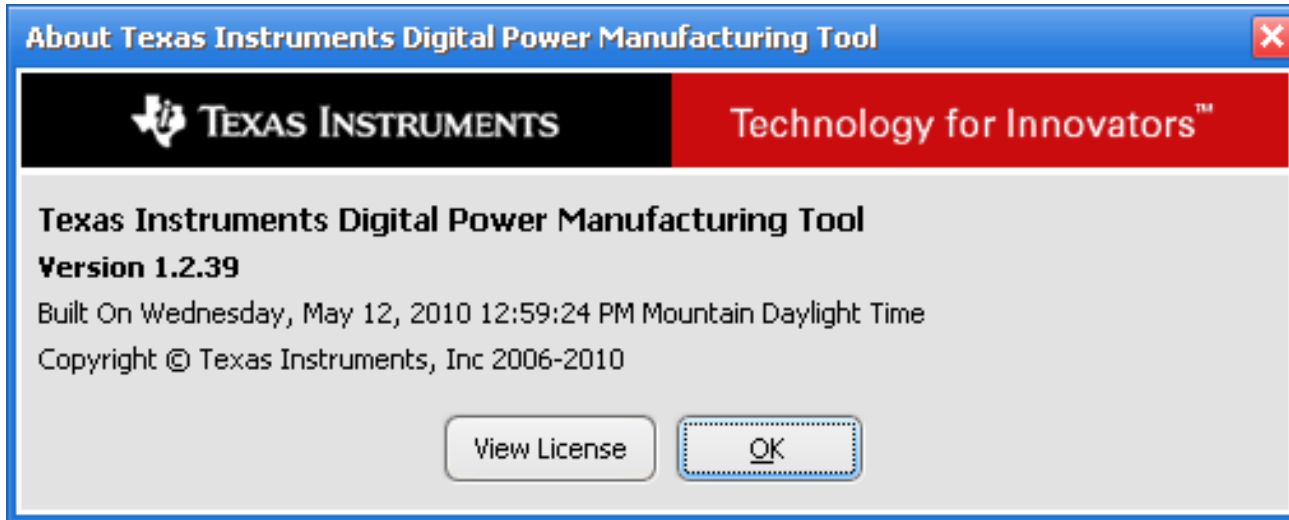 About Texas Instruments Digital Power Manufacturing Tool
TEXAS INSTRUMENTS
Technology for Innovators™
Texas Instruments Digital Power Manufacturing Tool
Version 1.2.39
Built On Wednesday, May 12, 2010 12:59:24 PM Mountain Daylight Time
Copyright © Texas Instruments, Inc 2006-2010
View License
OK